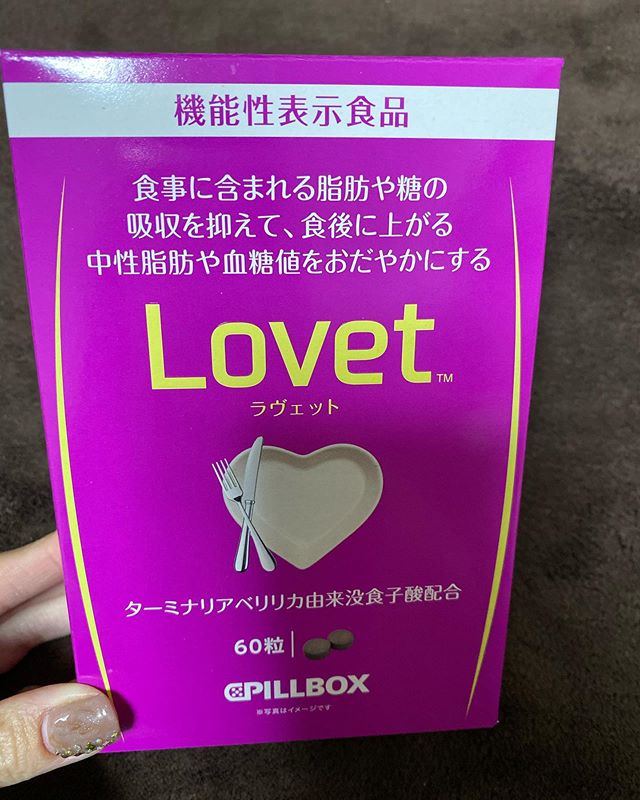 機能性表示食品
食事に含まれる脂肪や糖の
吸収を抑えて、食後に上がる
中性脂肪や血糖値をおだやかにする
Lovet™
ラヴェット
ターミナリアベリリカ由来没食子酸配合
60粒
PILLBOX
※写真はイメージです